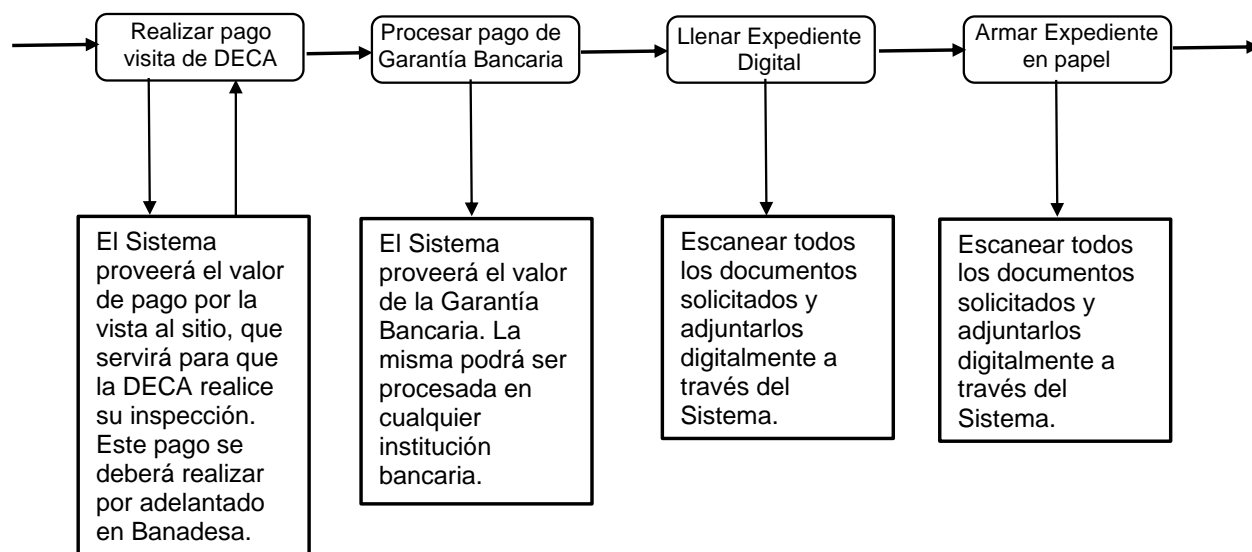 Realizar pago
visita de DECA
Procesar pago de
Garantía Bancaria
Llenar Expediente
Digital
Armar Expediente
en papel
El Sistema
proveerá el valor
de pago por la
vista al sitio, que
servirá para que
la DECA realice
su inspección.
Este pago se
deberá realizar
por adelantado
en Banadesa.
El Sistema
proveerá el valor
de la Garantía
Bancaria. La
misma podrá ser
procesada en
cualquier
institución
bancaria.
Escanear todos
los documentos
solicitados y
adjuntarlos
digitalmente a
través del
Sistema.
Escanear todos
los documentos
solicitados y
adjuntarlos
digitalmente a
través del
Sistema.